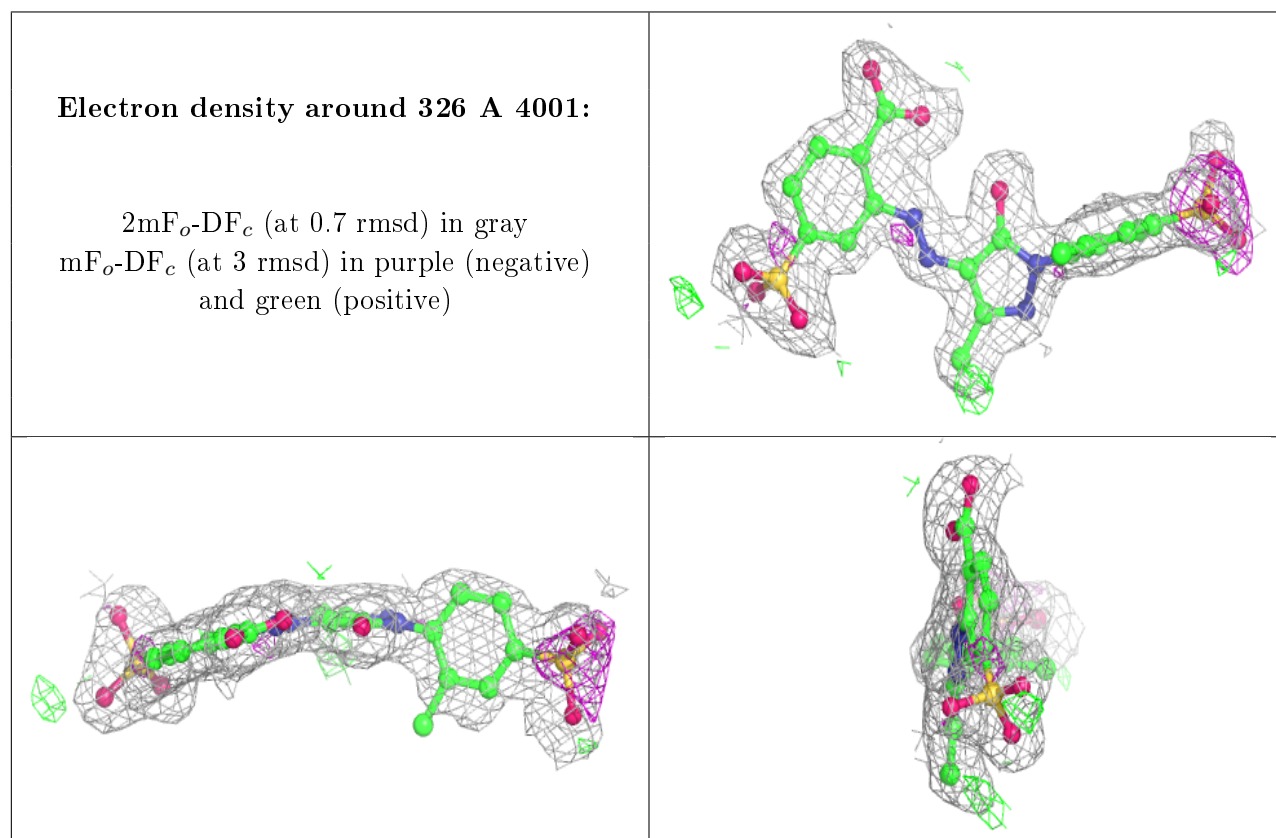 Electron density around 326 A 4001:
2mFₒ-DF𝒸 (at 0.7 rmsd) in gray
mFₒ-DF𝒸 (at 3 rmsd) in purple (negative)
and green (positive)